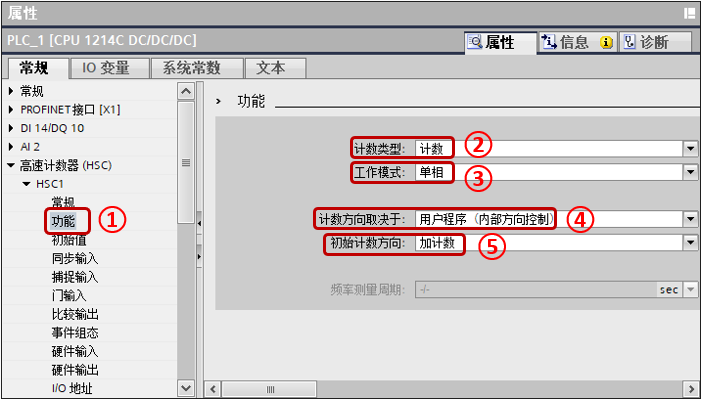 属性
PLC_1 [CPU 1214C DC/DC/DC]
属性 信息 诊断
常规 IO 变量 系统常数 文本
常规
PROFINET接口 [X1]
DI 14/DQ 10
AI 2
高速计数器 (HSC)
HSC1
常规
功能 ①
初始值
同步输入
捕捉输入
门输入
比较输出
事件组态
硬件输入
硬件输出
I/O 地址
功能
计数类型: 计数 ②
工作模式: 单相 ③
计数方向取决于: 用户程序 (内部方向控制) ④
初始计数方向: 加计数 ⑤
频率测量周期: -/- sec